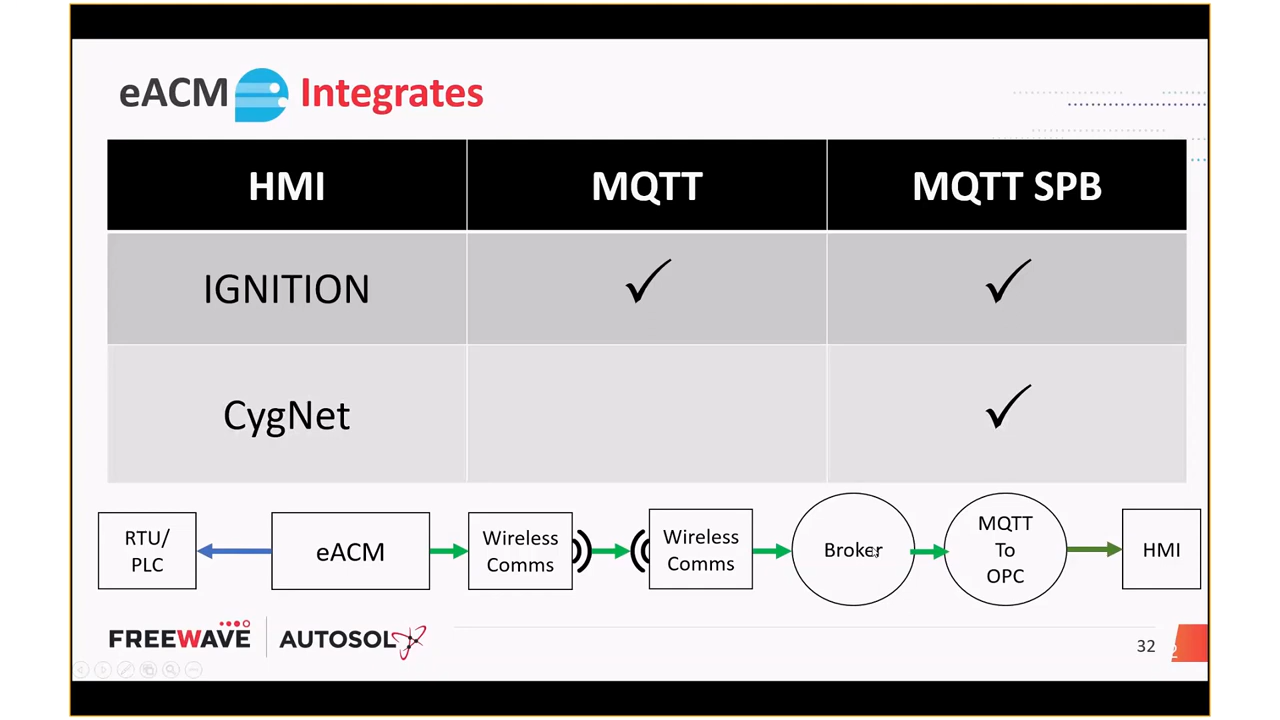 eACM Integrates
HMI MQTT MQTT SPB
IGNITION ✓ ✓
CygNet ✓
RTU/
PLC
eACM
Wireless
Comms
Wireless
Comms
Broker
MQTT
To
OPC
HMI
FREEWAVE AUTOSOL
32